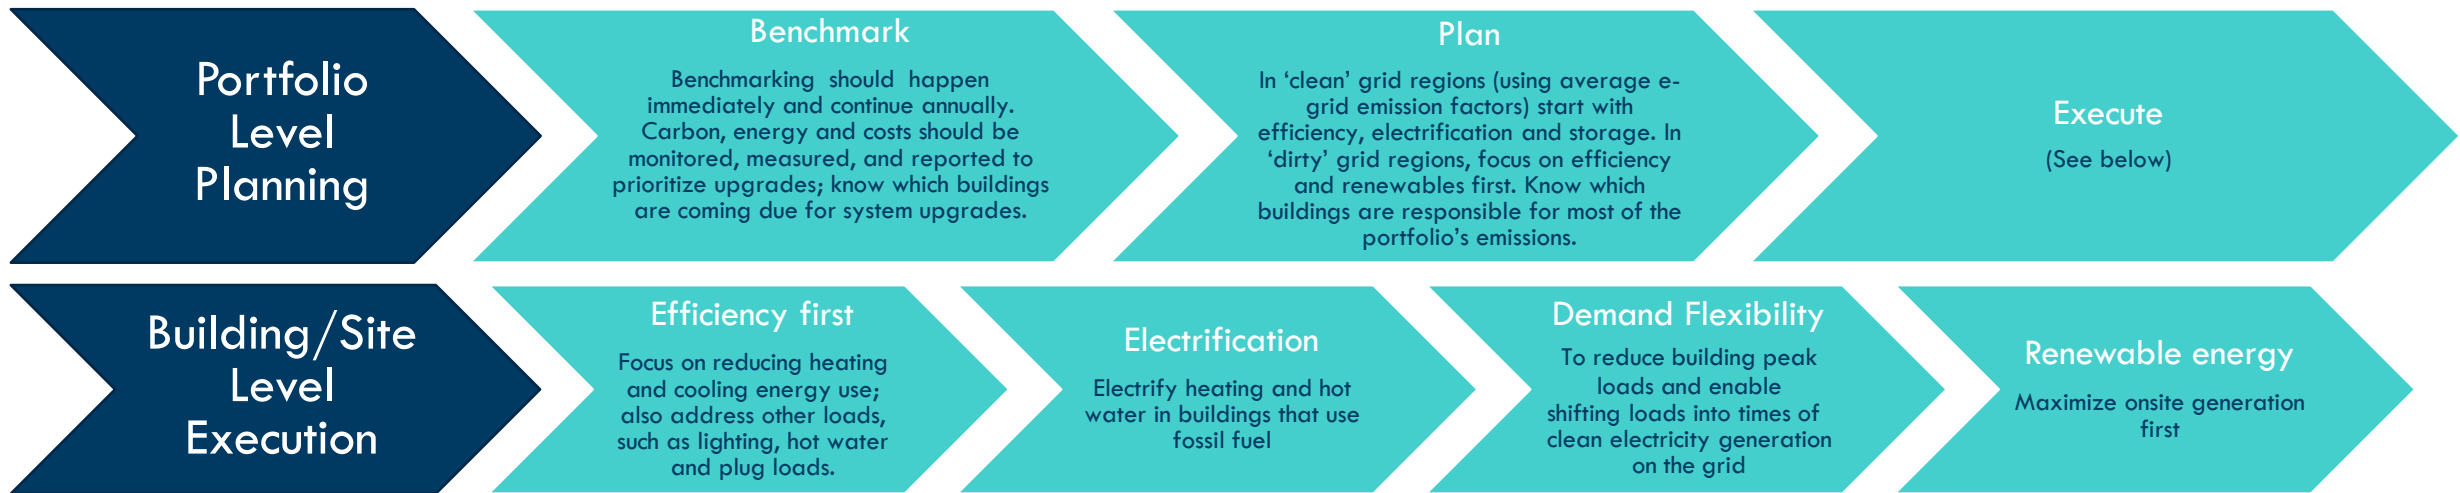 Portfolio
Level
Planning
Benchmark
Benchmarking should happen
immediately and continue annually.
Carbon, energy and costs should be
monitored, measured, and reported to
prioritize upgrades; know which buildings
are coming due for system upgrades.
Plan
In ‘clean’ grid regions (using average e-
grid emission factors) start with
efficiency, electrification and storage. In
‘dirty’ grid regions, focus on efficiency
and renewables first. Know which
buildings are responsible for most of the
portfolio’s emissions.
Execute
(See below)
Building/Site
Level
Execution
Efficiency first
Focus on reducing heating
and cooling energy use;
also address other loads,
such as lighting, hot water
and plug loads.
Electrification
Electrify heating and hot
water in buildings that use
fossil fuel
Demand Flexibility
To reduce building peak
loads and enable
shifting loads into times of
clean electricity generation
on the grid
Renewable energy
Maximize onsite generation
first